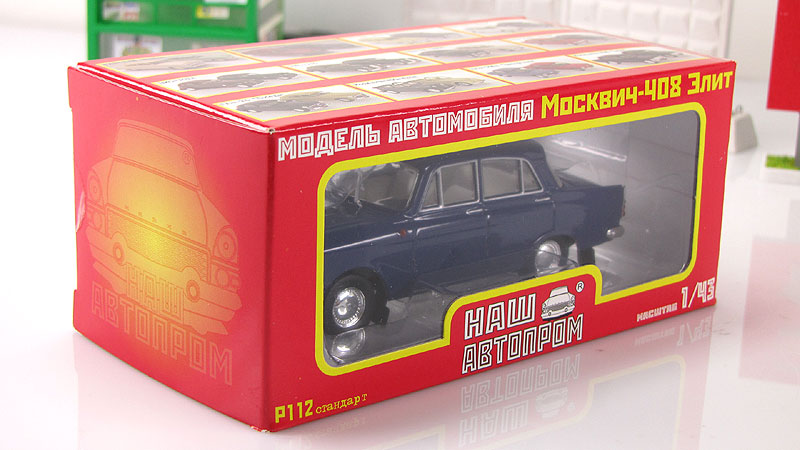 МОДЕЛЬ АВТОМОБИЛЯ Москвич-408 Элит
НАШ
АВТОПРОМ
НАШ ®
АВТОПРОМ
МАСШТАБ 1/43
Р112 стандарт